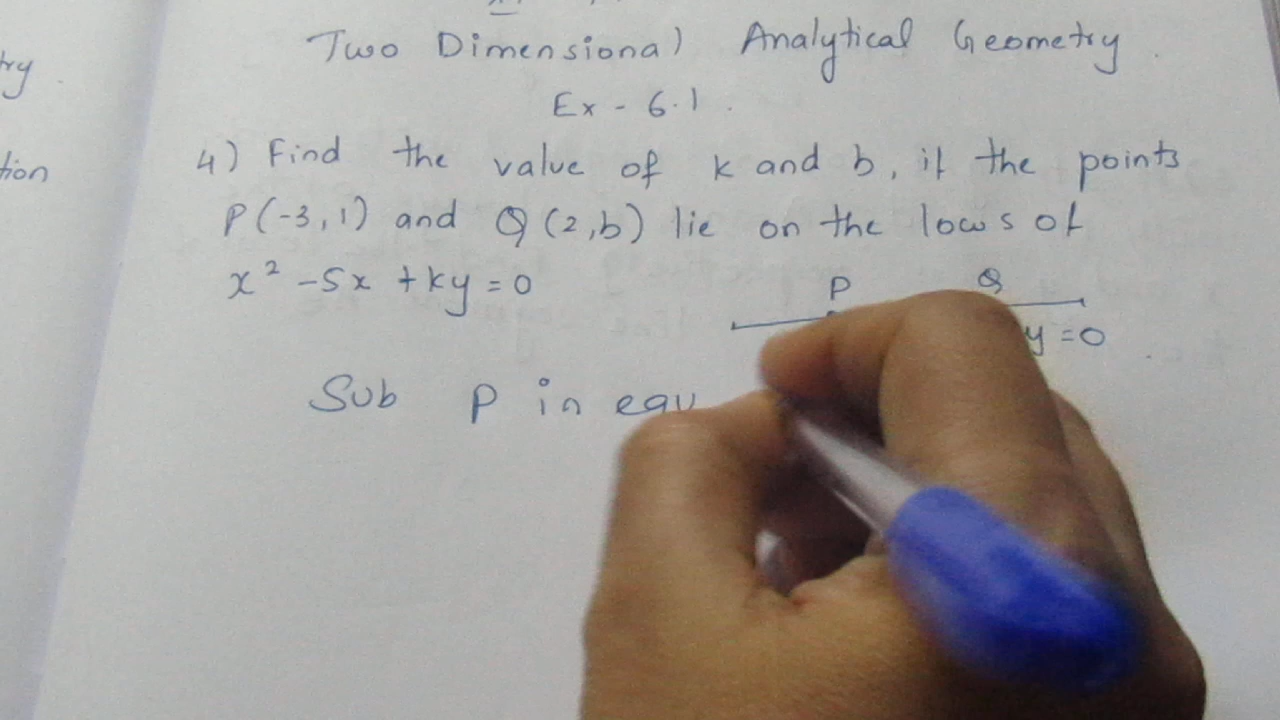 Two Dimensional Analytical Geometry
Ex - 6.1.
4) Find the value of k and b, if the points
P(-3,1) and Q(2,b) lie on the locus of
x² -5x +ky=0
P Q
y=0
Sub P in equ
ry
tion